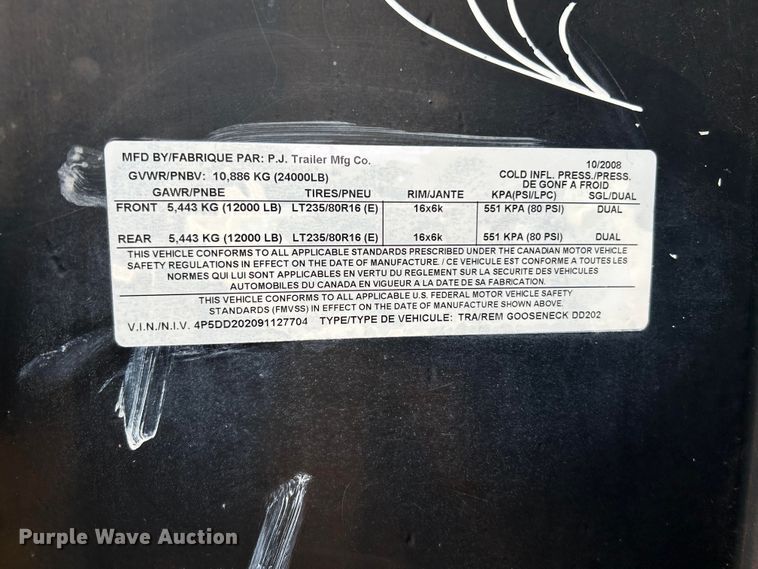 MFD BY/FABRIQUE PAR: P.J. Trailer Mfg Co. 10/2008
GVWR/PNBV: 10,886 KG (24000LB) COLD INFL. PRESS./PRESS.
DE GONF A FROID
GAWR/PNBE TIRES/PNEU RIM/JANTE KPA(PSI/LPC) SGL/DUAL
FRONT 5,443 KG (12000 LB) LT235/80R16 (E) 16x6k 551 KPA (80 PSI) DUAL
REAR 5,443 KG (12000 LB) LT235/80R16 (E) 16x6k 551 KPA (80 PSI) DUAL
THIS VEHICLE CONFORMS TO ALL APPLICABLE STANDARDS PRESCRIBED UNDER THE CANADIAN MOTOR VEHICLE
SAFETY REGULATIONS IN EFFECT ON THE DATE OF MANUFACTURE. / CE VEHICULE EST CONFORME A TOUTES LES
NORMES QUI LUI SONT APPLICABLES EN VERTU DU REGLEMENT SUR LA SECURITE DES VEHICULES
AUTOMOBILES DU CANADA EN VIGUEUR A LA DATE DE SA FABRICATION.
THIS VEHICLE CONFORMS TO ALL APPLICABLE U.S. FEDERAL MOTOR VEHICLE SAFETY
STANDARDS (FMVSS) IN EFFECT ON THE DATE OF MANUFACTURE SHOWN ABOVE.
V.I.N./N.I.V. 4P5DD202091127704 TYPE/TYPE DE VEHICULE: TRA/REM GOOSENECK DD202
Purple Wave Auction®